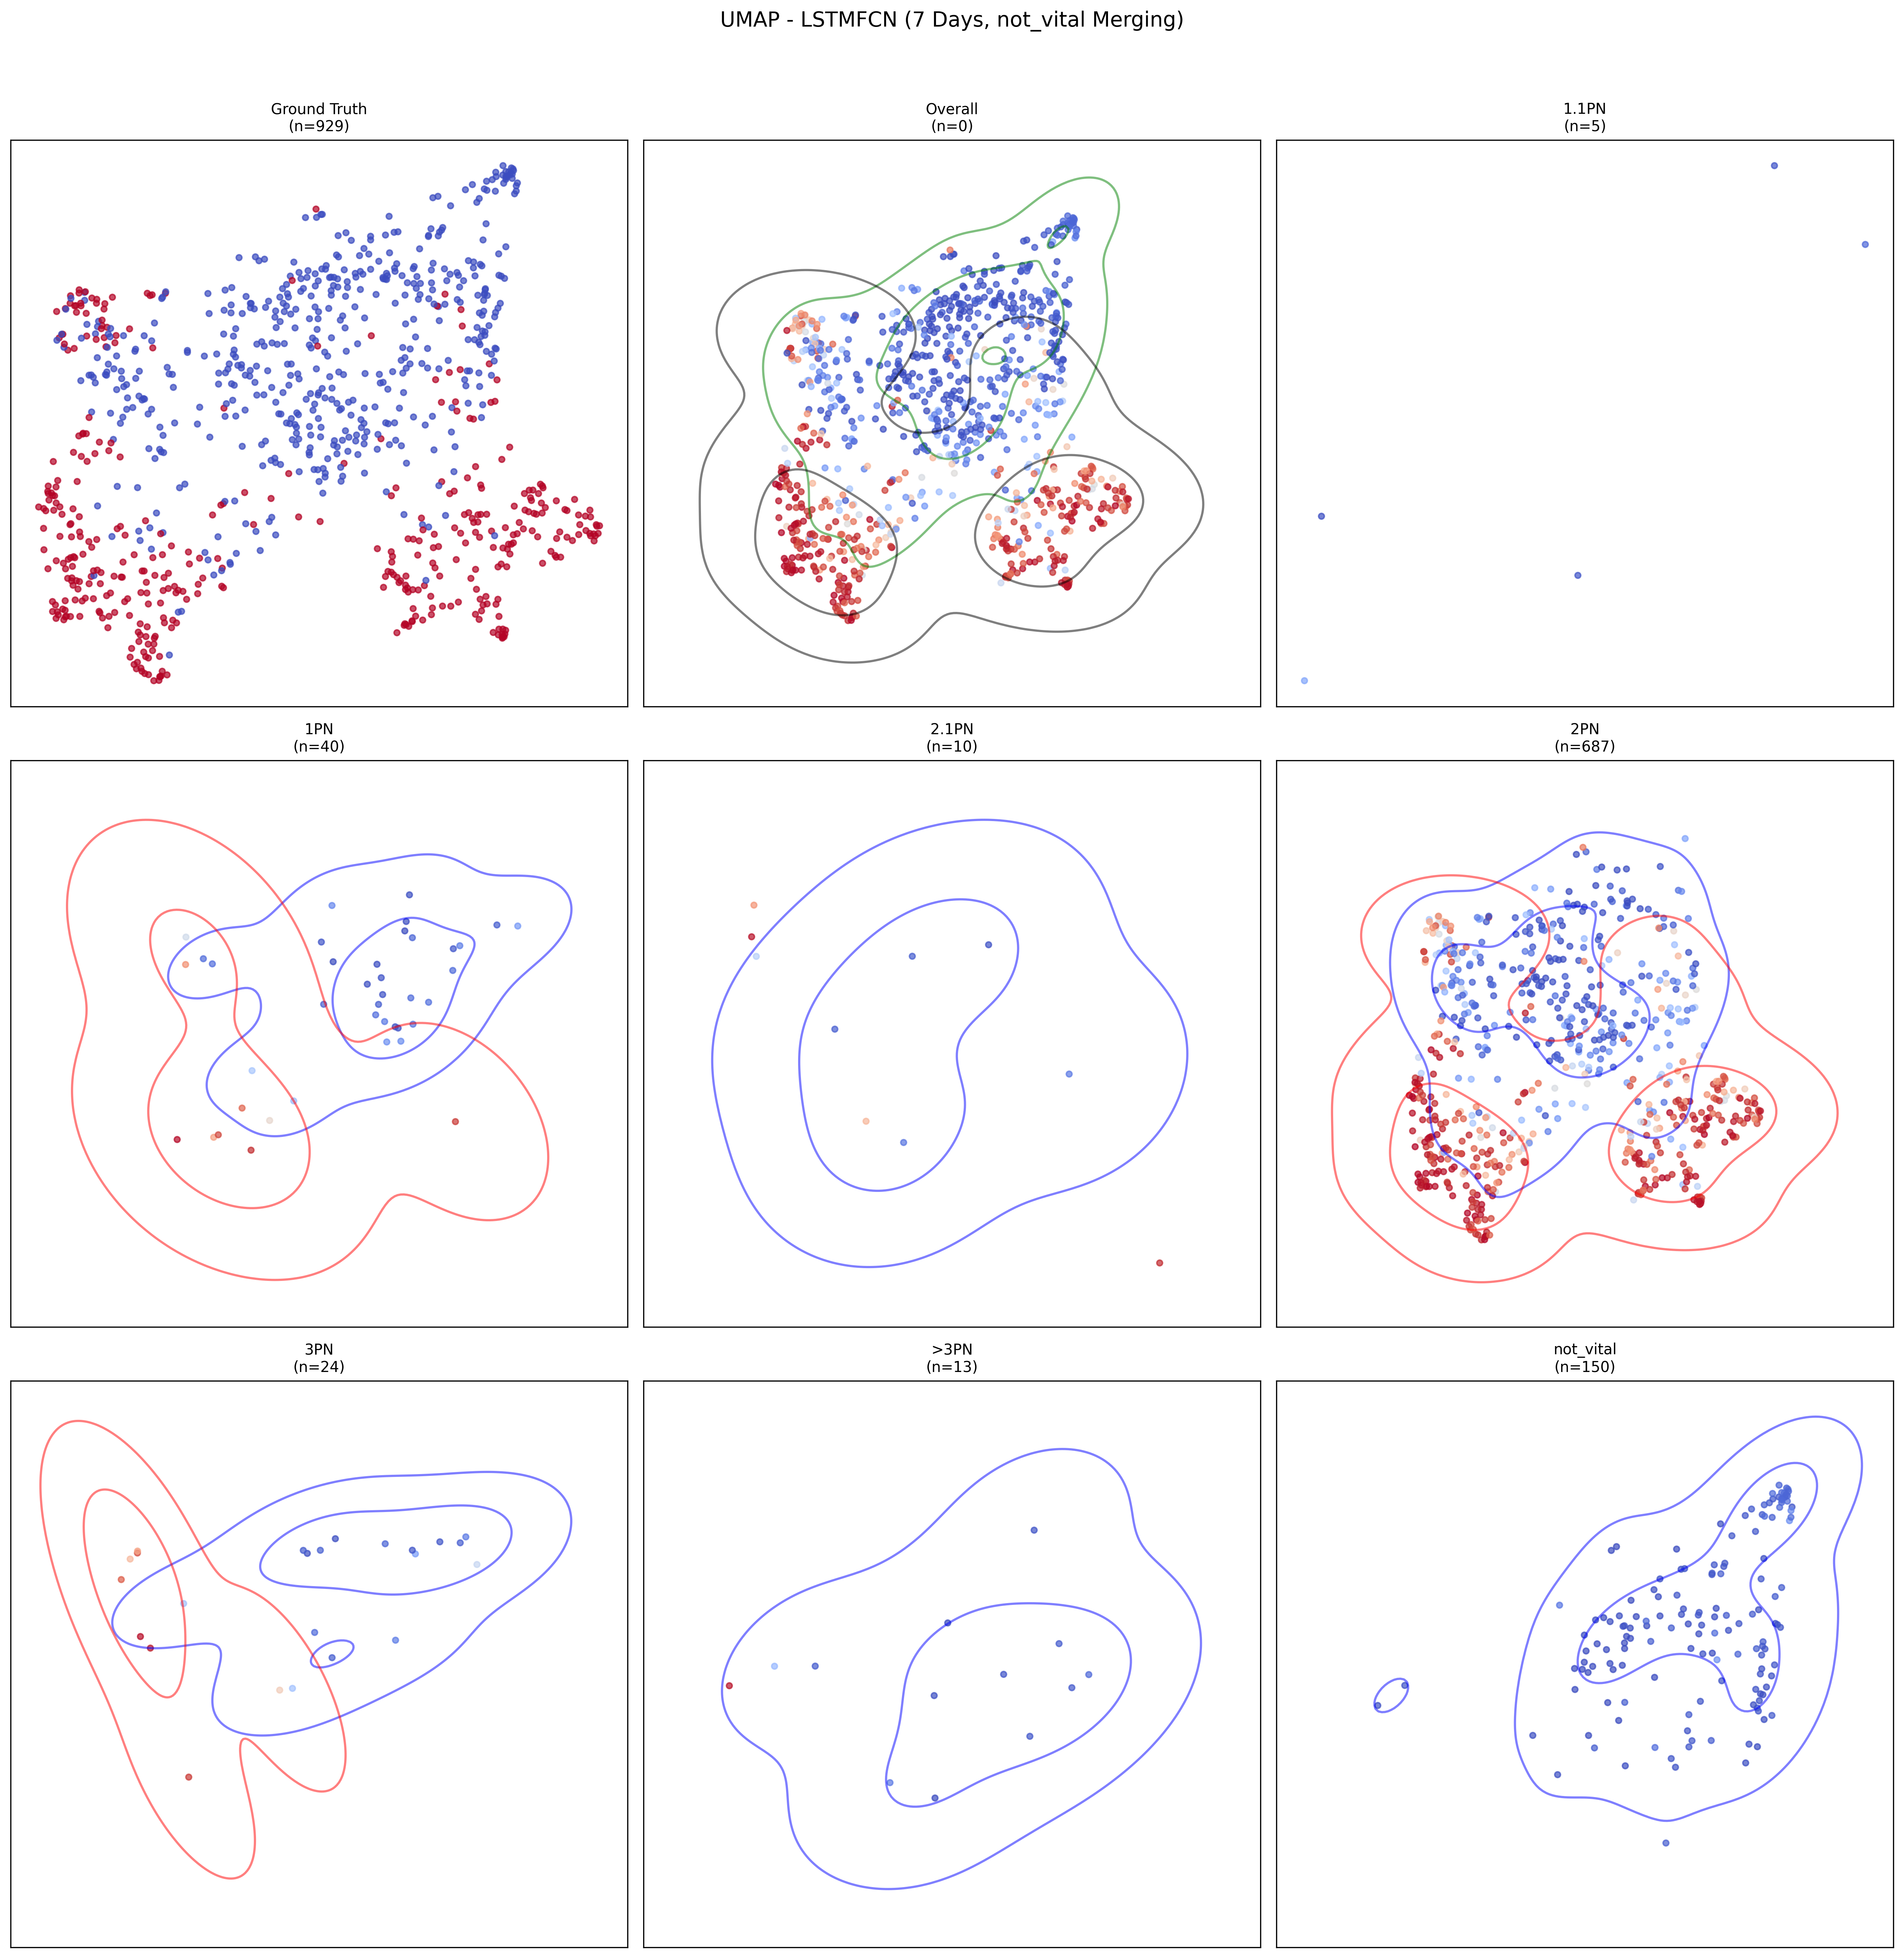 UMAP - LSTMFCN (7 Days, not_vital Merging)
Ground Truth
(n=929)
Overall
(n=0)
1.1PN
(n=5)
1PN
(n=40)
2.1PN
(n=10)
2PN
(n=687)
3PN
(n=24)
>3PN
(n=13)
not_vital
(n=150)